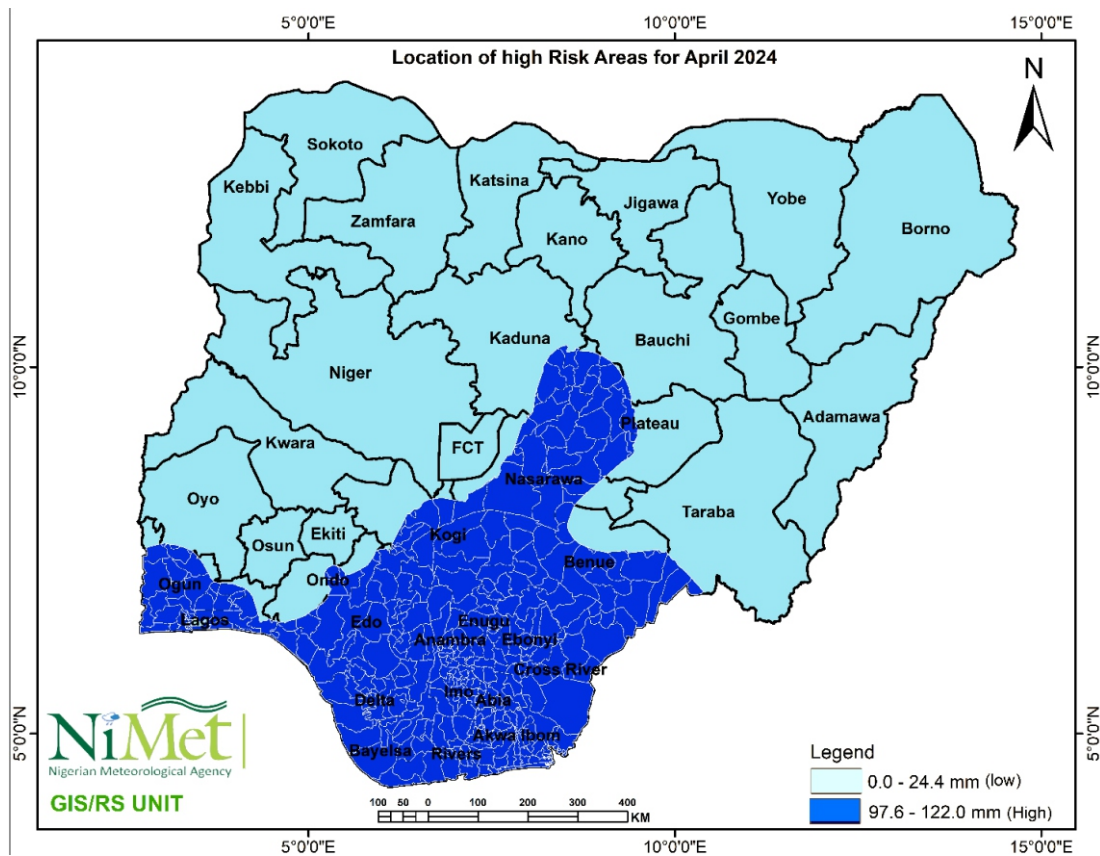 5°0'0"E 10°0'0"E 15°0'0"E
Location of high Risk Areas for April 2024
N
Sokoto
Kebbi
Katsina
Zamfara
Jigawa
Yobe
Kano
Borno
10°0'0"N
Gombe
Kaduna
Bauchi
10°0'0"N
Niger
Adamawa
Plateau
Kwara
FCT
Nasarawa
Oyo
Taraba
Kogi
Osun
Ekiti
Benue
Ogun
Ondo
Lagos
Edo
Enugu
Anambra
Ebonyi
Cross River
Imo
Abia
Delta
Akwa Ibom
Bayelsa
Rivers
5°0'0"N
5°0'0"N
NiMet
Nigerian Meteorological Agency
GIS/RS UNIT
Legend
0.0 - 24.4 mm (low)
97.6 - 122.0 mm (High)
100 50 0 100 200 300 400
KM
5°0'0"E 10°0'0"E 15°0'0"E